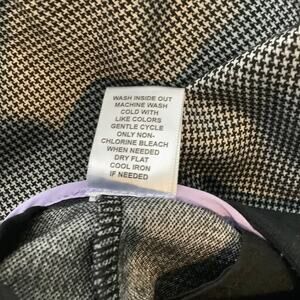 WASH INSIDE OUT
MACHINE WASH
COLD WITH
LIKE COLORS
GENTLE CYCLE
ONLY NON-
CHLORINE BLEACH
WHEN NEEDED
DRY FLAT
COOL IRON
IF NEEDED